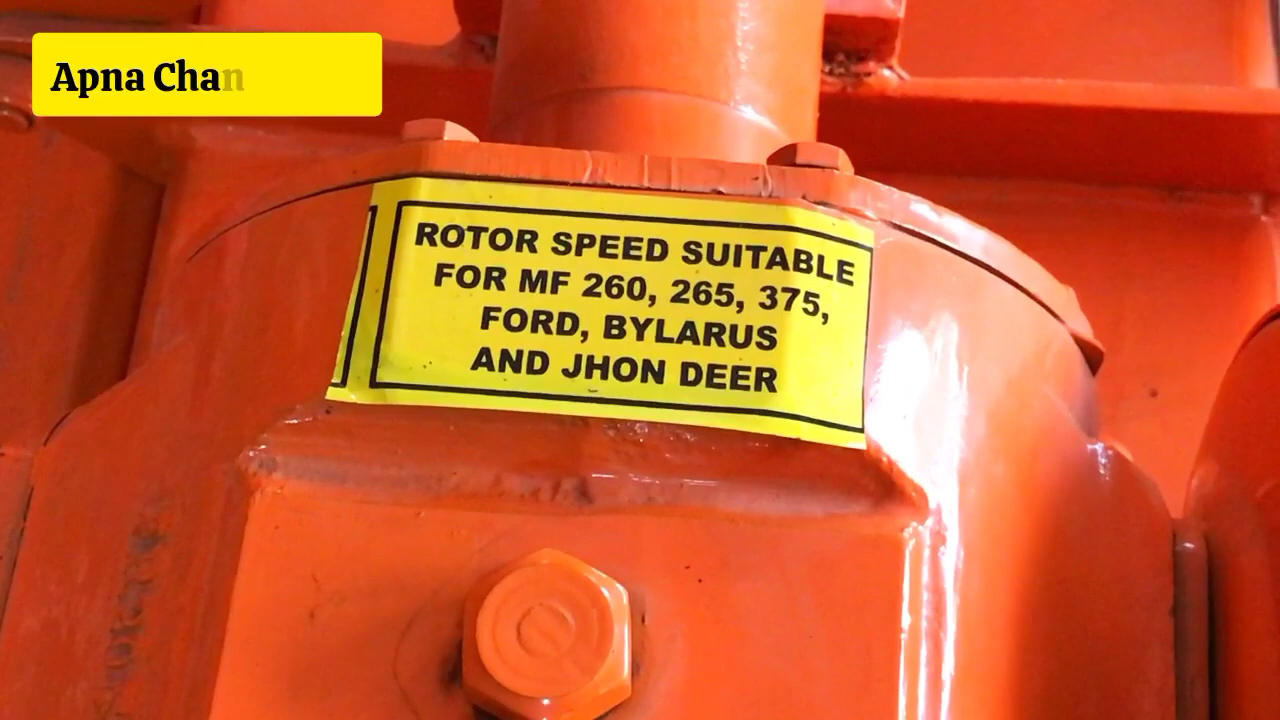 Apna Chan
ROTOR SPEED SUITABLE
FOR MF 260, 265, 375,
FORD, BYLARUS
AND JHON DEER